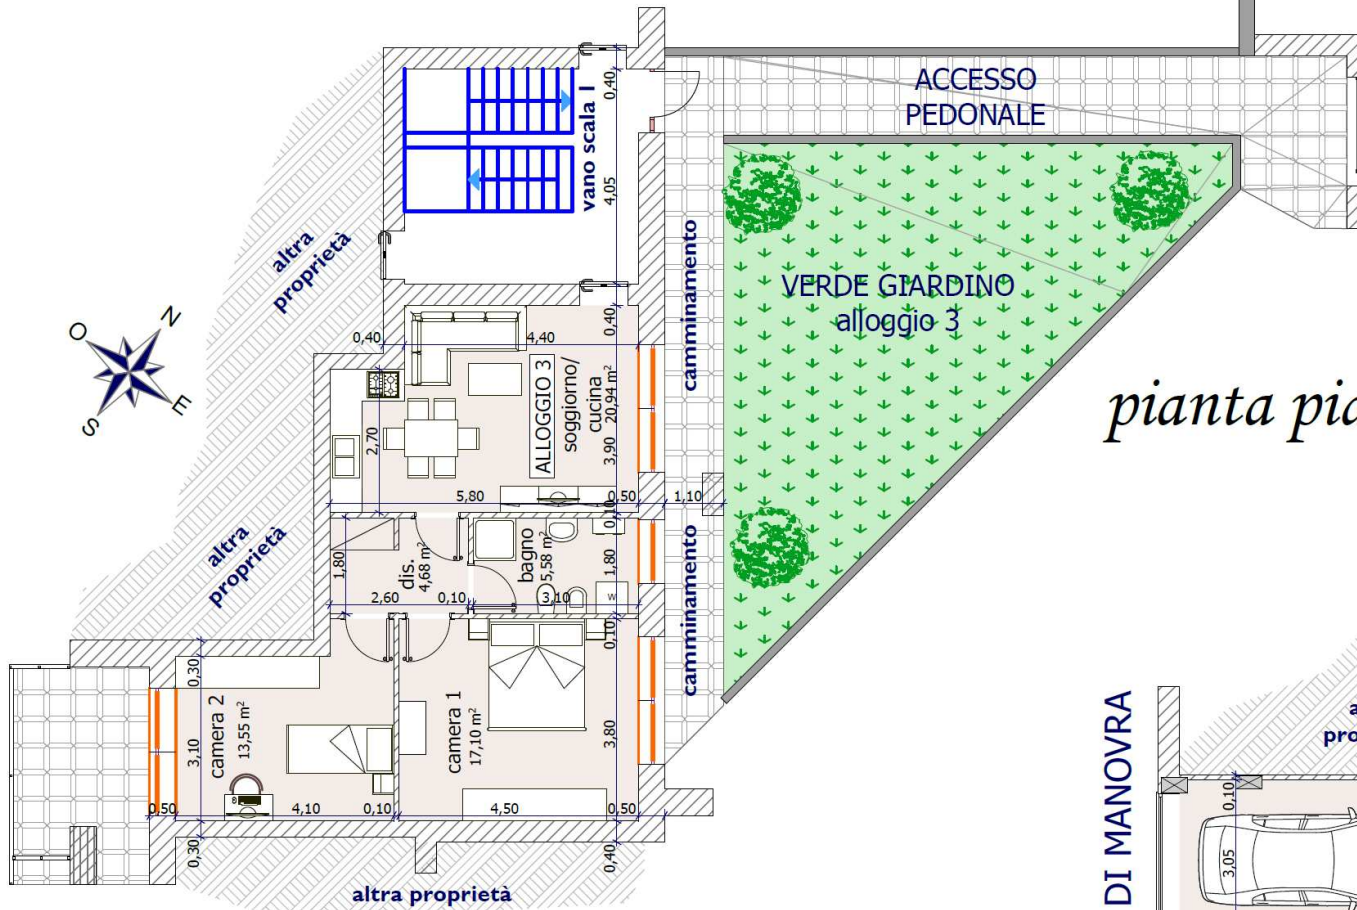 ACCESSO
PEDONALE
0,40
vano scala 1
4,05
altra
proprietà
camminamento
VERDE GIARDINO
alloggio 3
N
O
E
S
0,40
4,40
0,40
ALLOGGIO 3
soggiorno/
cucina
20,94 m²
3,90
2,70
pianta pia
5,80
0,50
1,10
0,10
altra
proprietà
camminamento
1,80
dis.
4,68 m²
bagno
5,58 m²
1,80
W
2,60
0,10
3,10
0,10
0,30
camera 2
13,55 m²
3,10
camera 1
17,10 m²
3,80
0,50
4,10
0,10
4,50
0,50
0,30
0,40
altra proprietà
DI MANOVRA
a
pro
0,10
3,05